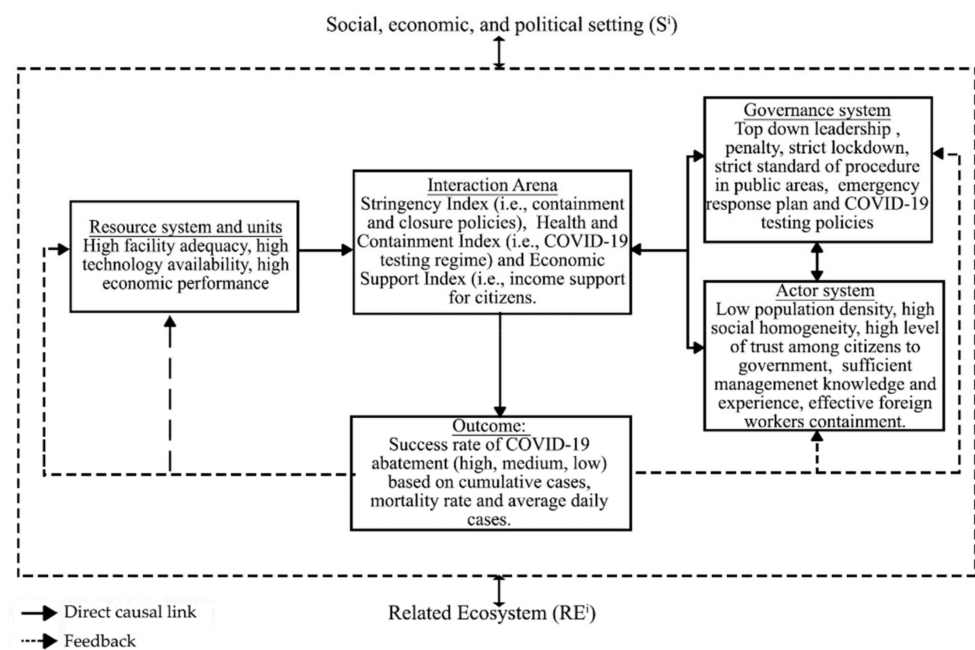 Social, economic, and political setting (Sⁱ)
Governance system
Top down leadership ,
penalty, strict lockdown,
strict standard of procedure
in public areas, emergency
response plan and COVID-19
testing policies
Interaction Arena
Stringency Index (i.e., containment
and closure policies), Health and
Containment Index (i.e., COVID-19
testing regime) and Economic
Support Index (i.e., income support
for citizens.
Resource system and units
High facility adequacy, high
technology availability, high
economic performance
Actor system
Low population density, high
social homogeneity, high level
of trust among citizens to
government, sufficient
managemenet knowledge and
experience, effective foreign
workers containment.
Outcome:
Success rate of COVID-19
abatement (high, medium, low)
based on cumulative cases,
mortality rate and average daily
cases.
Related Ecosystem (REⁱ)
Direct causal link
Feedback